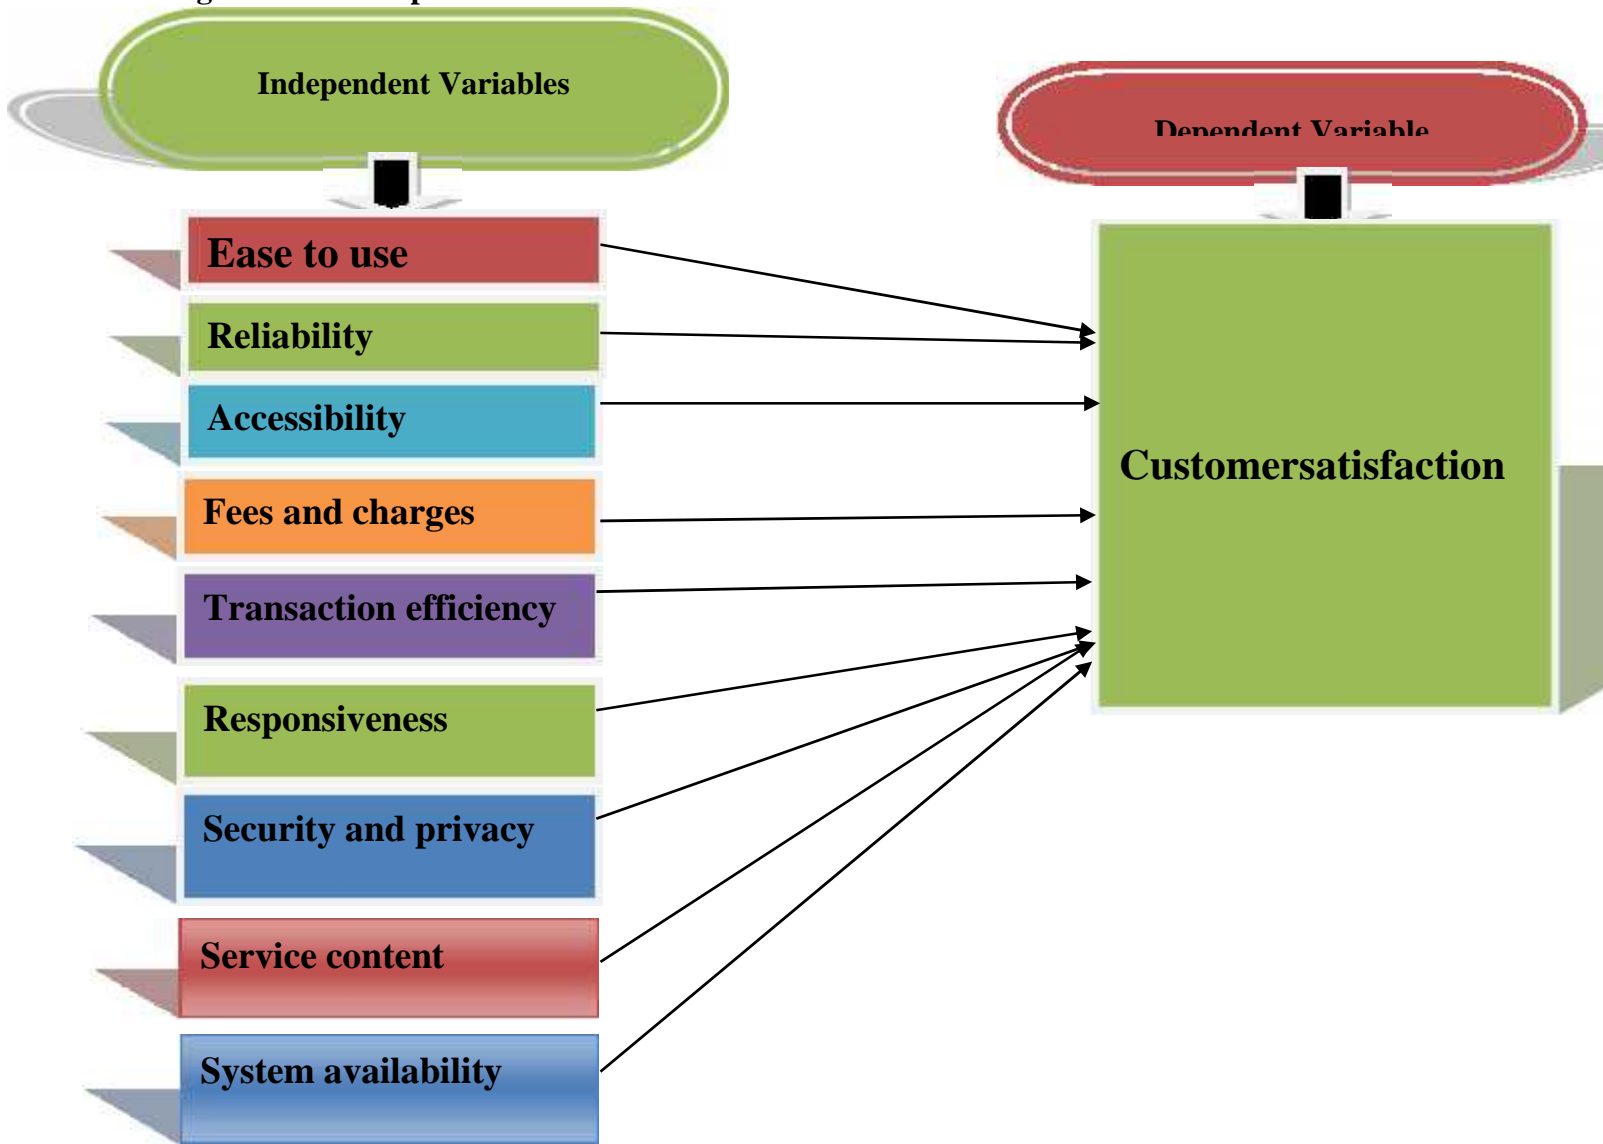 Independent Variables
Dependent Variable
Ease to use
Reliability
Accessibility
Fees and charges
Transaction efficiency
Responsiveness
Security and privacy
Service content
System availability
Customersatisfaction